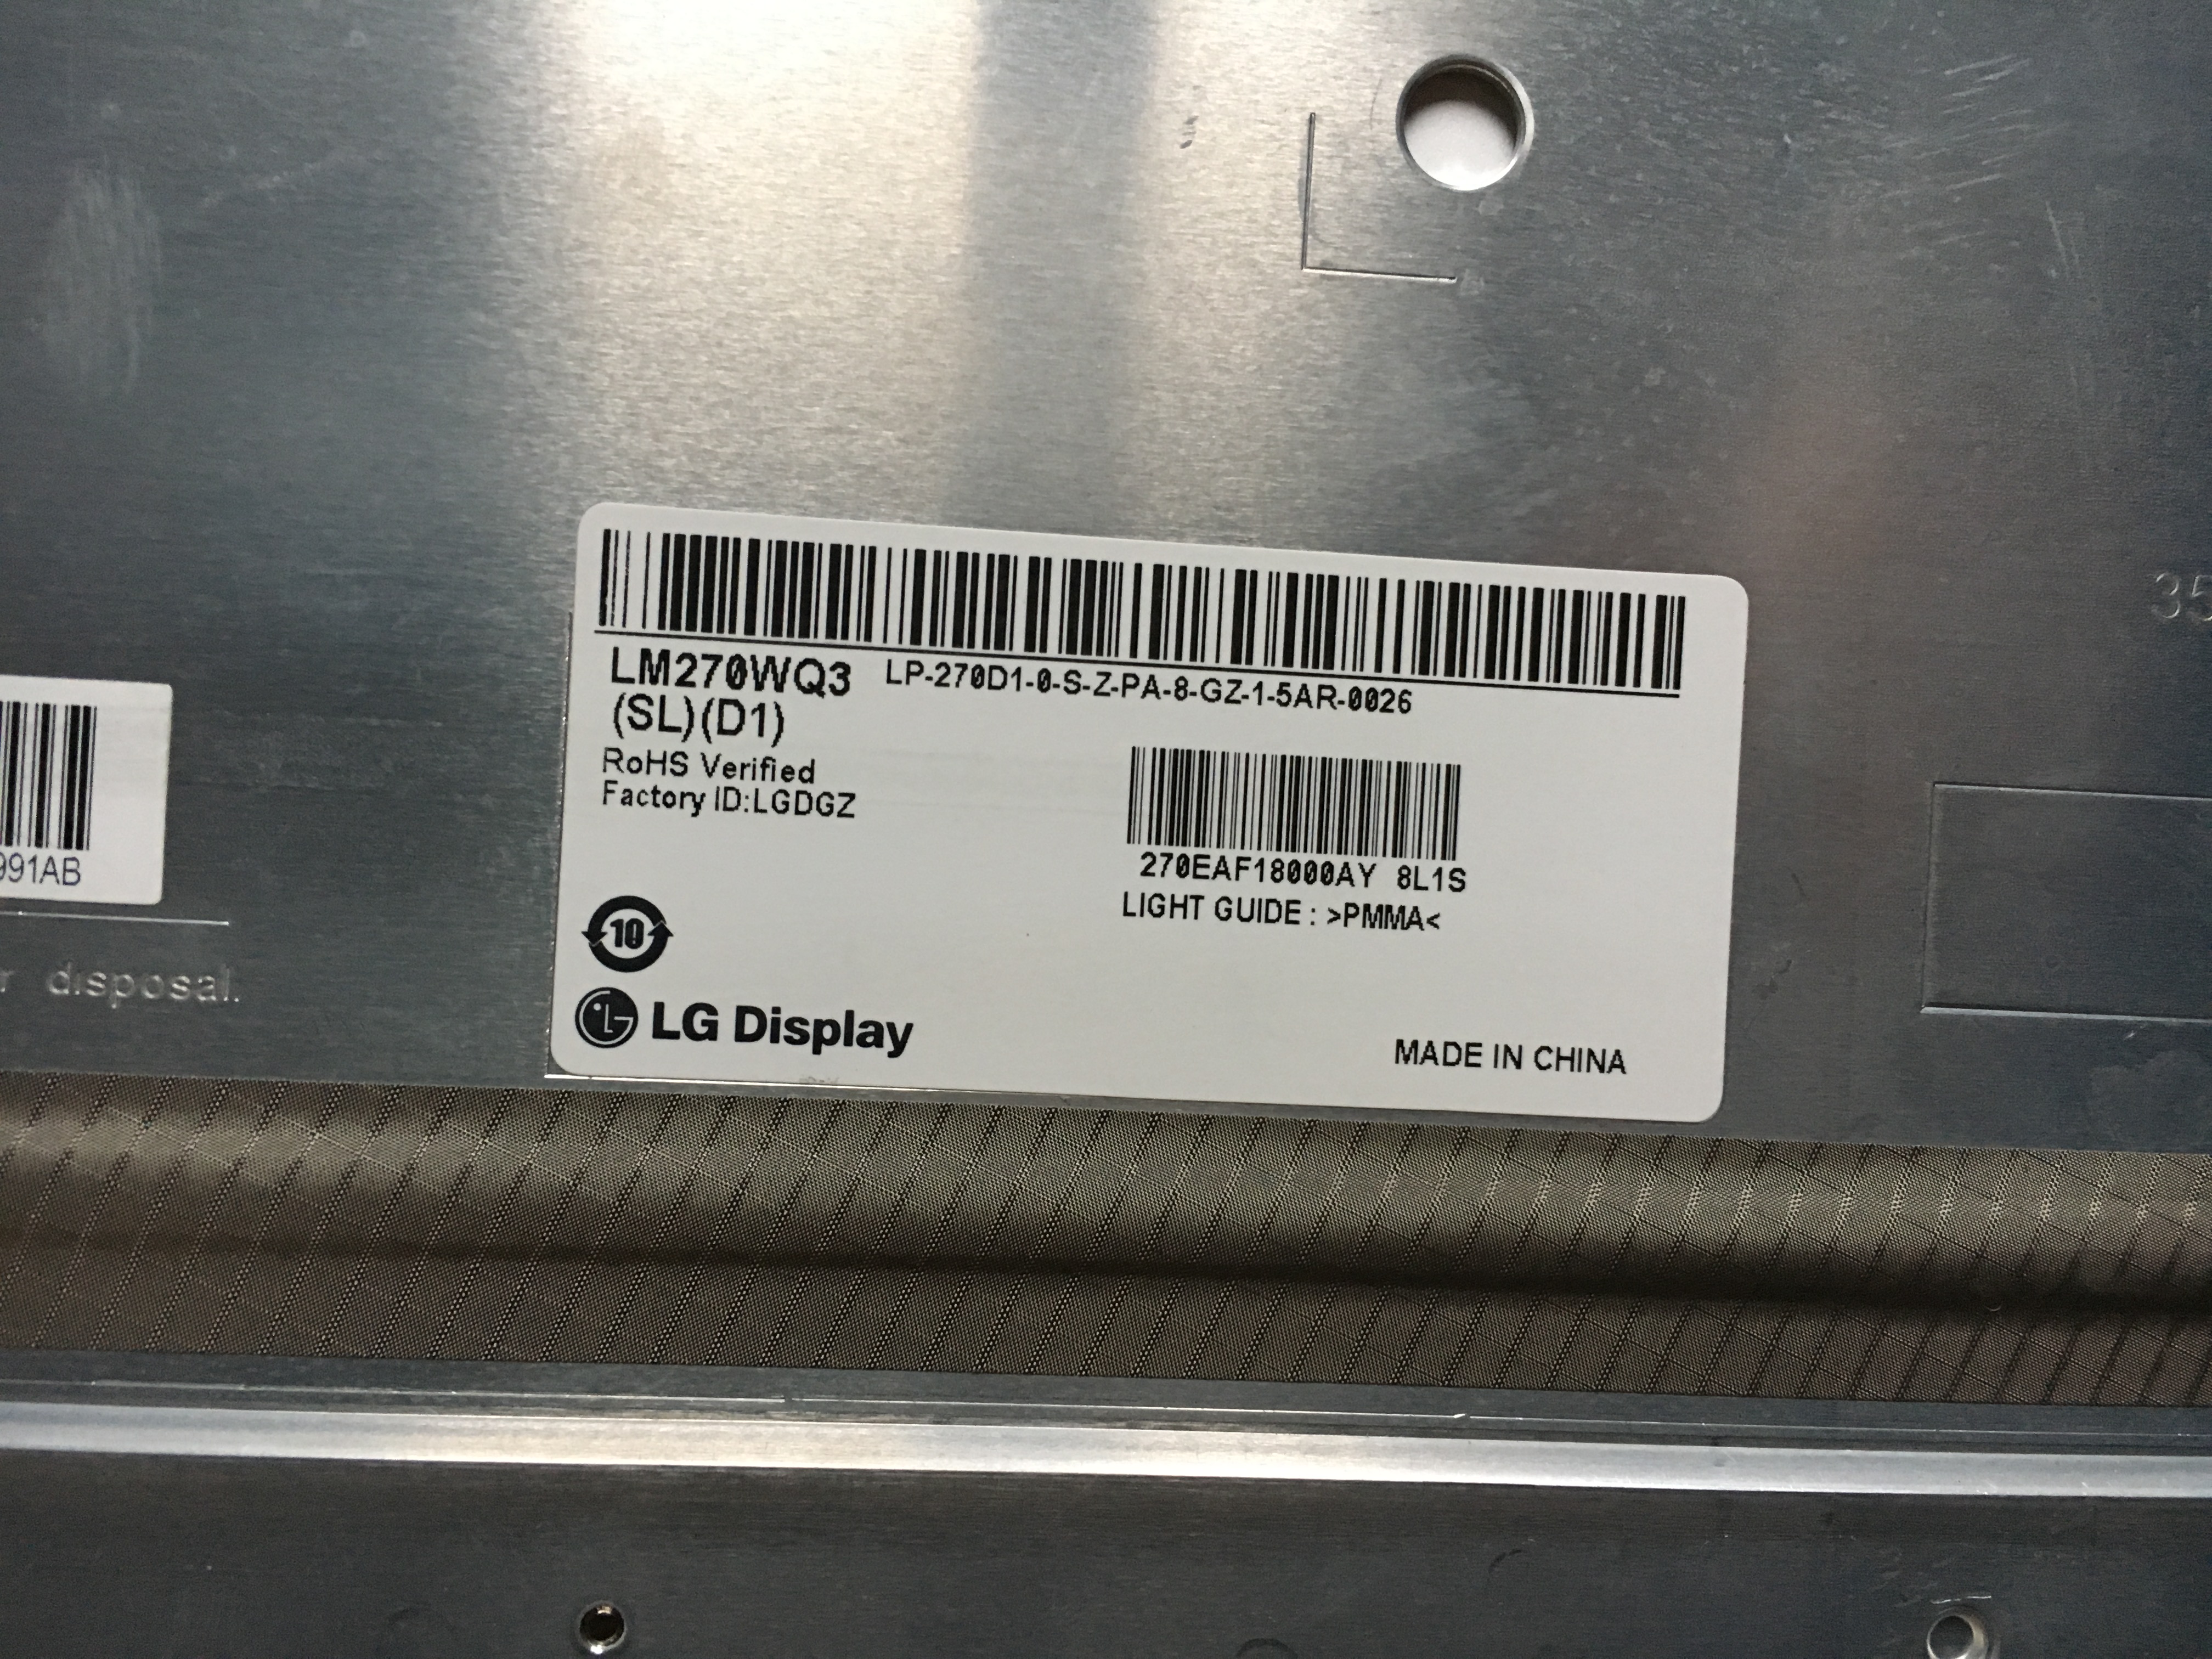 LM270WQ3 LP-270D1-0-S-Z-PA-8-GZ-1-5AR-0026
(SL)(D1)
RoHS Verified
Factory ID:LGDGZ
270EAF18000AY 8L1S
LIGHT GUIDE : >PMMA<
10
LG Display
MADE IN CHINA
991AB
r disposal.
35